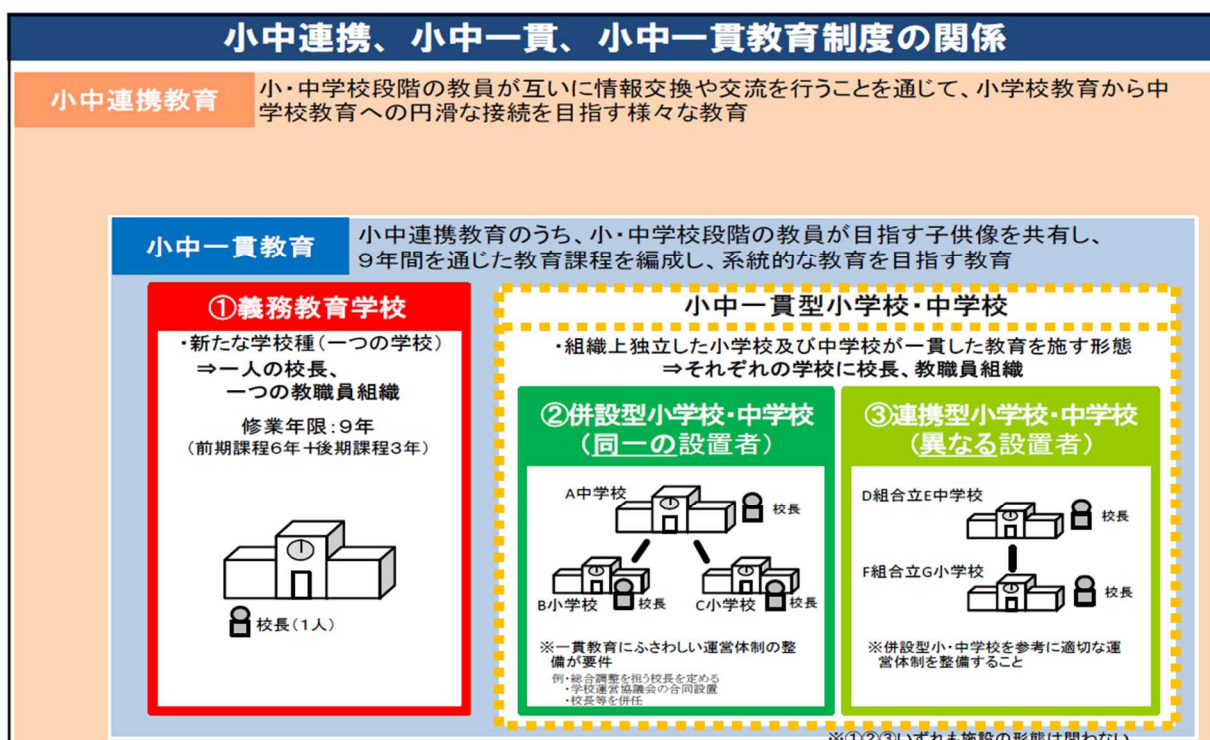 小中連携、小中一貫、小中一貫教育制度の関係
小中連携教育
小・中学校段階の教員が互いに情報交換や交流を行うことを通じて、小学校教育から中
学校教育への円滑な接続を目指す様々な教育
小中一貫教育
小中連携教育のうち、小・中学校段階の教員が目指す子供像を共有し、
9年間を通じた教育課程を編成し、系統的な教育を目指す教育
①義務教育学校
・新たな学校種(一つの学校)
⇒一人の校長、
一つの教職員組織
修業年限:9年
(前期課程6年+後期課程3年)
校長(1人)
小中一貫型小学校・中学校
・組織上独立した小学校及び中学校が一貫した教育を施す形態
⇒それぞれの学校に校長、教職員組織
②併設型小学校・中学校
(同一の設置者)
A中学校
校長
B小学校
校長
C小学校
校長
※一貫教育にふさわしい運営体制の整
備が要件
例・総合調整を担う校長を定める
・学校運営協議会の合同設置
・校長等を併任
③連携型小学校・中学校
(異なる設置者)
D組合立E中学校
校長
F組合立G小学校
校長
※併設型小・中学校を参考に適切な運
営体制を整備すること
※①②③いずれも施設の形態は問わない